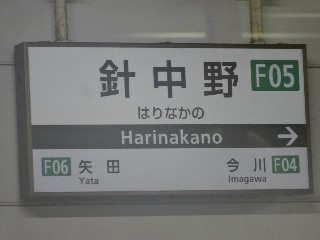 針中野 F05
はりなかの
Harinakano →
F06 矢田 今川 F04
Yata Imagawa